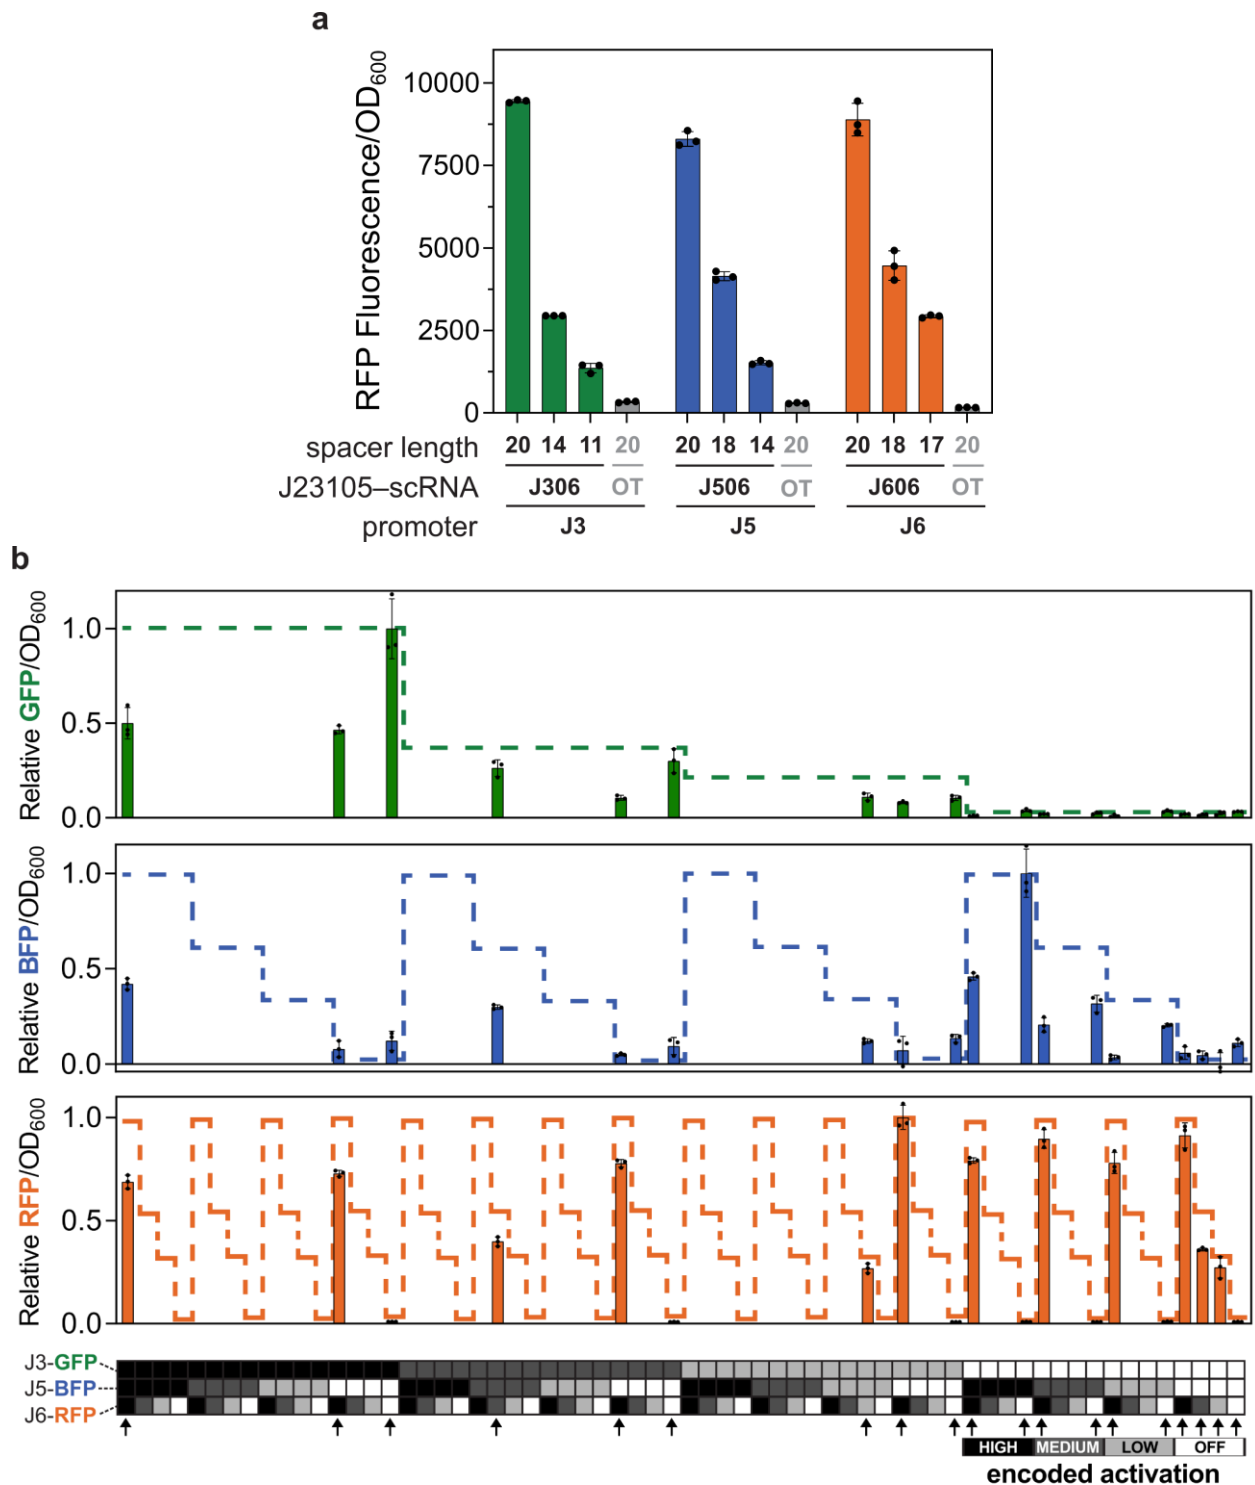 a
RFP Fluorescence/OD600
10000
7500
5000
2500
0
spacer length 20 14 11 20 20 18 14 20 20 18 17 20
J23105–scRNA J306 OT J506 OT J606 OT
promoter J3 J5 J6
b
Relative GFP/OD600
1.0
0.5
0.0
Relative BFP/OD600
1.0
0.5
0.0
Relative RFP/OD600
1.0
0.5
0.0
J3-GFP
J5-BFP
J6-RFP
HIGH MEDIUM LOW OFF
encoded activation